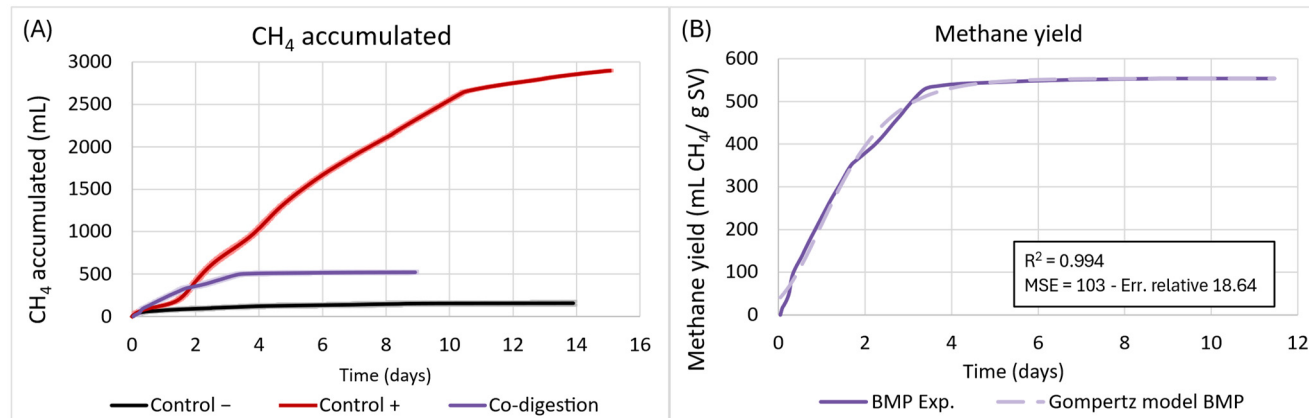 (A)
CH₄ accumulated
CH₄ accumulated (mL)
3000
2500
2000
1500
1000
500
0
0 2 4 6 8 10 12 14 16
Time (days)
Control − Control + Co-digestion
(B)
Methane yield
Methane yield (mL CH₄/ g SV)
600
500
400
300
200
100
0
R² = 0.994
MSE = 103 - Err. relative 18.64
0 2 4 6 8 10 12
Time (days)
BMP Exp. Gompertz model BMP